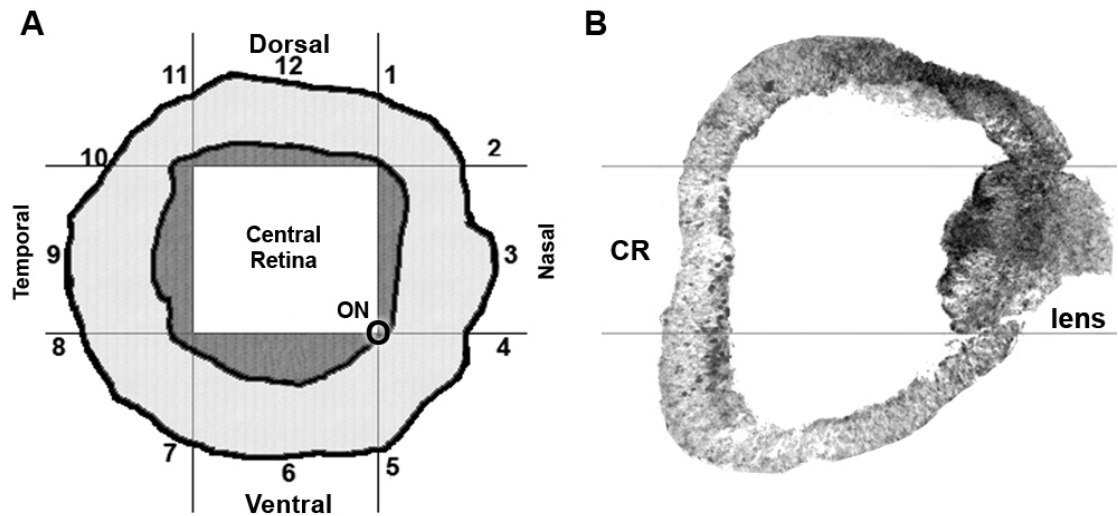 A
Dorsal
11
12
1
10
2
Temporal
9
Central
Retina
3
Nasal
ON
8
4
7
6
5
Ventral
B
CR
lens